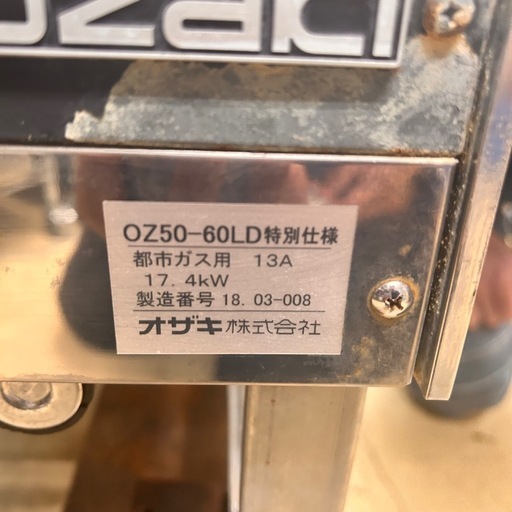 ozaki
OZ50-60LD特別仕様
都市ガス用 13A
17.4kW
製造番号 18.03-008
オザキ株式会社